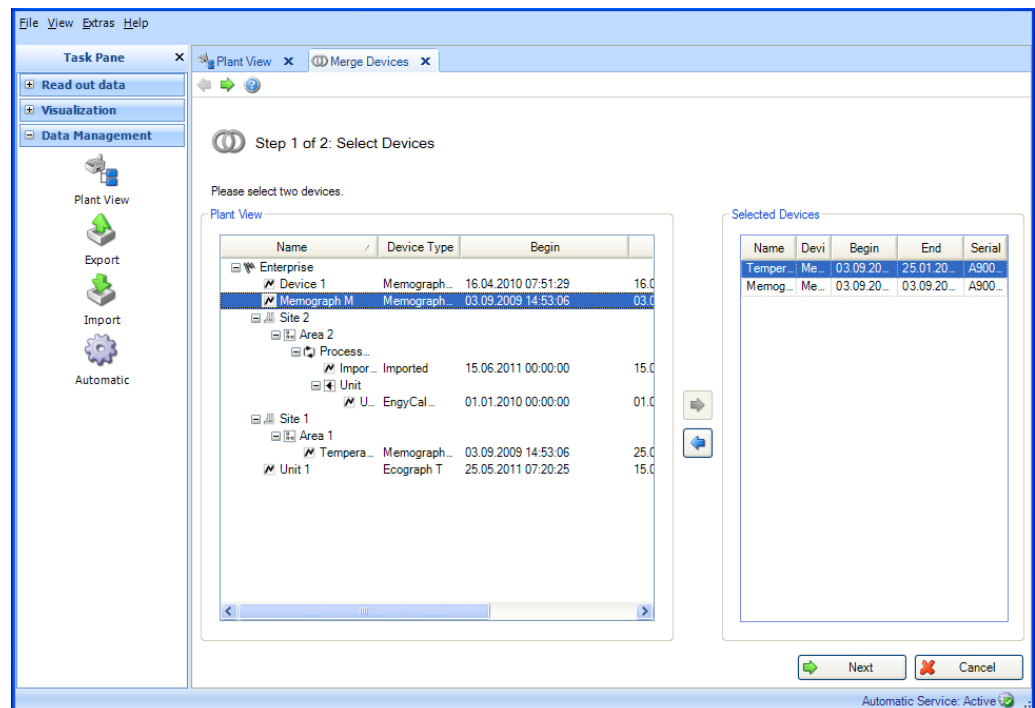 File View Extras Help
Task Pane x
Plant View x Merge Devices x
Read out data
Visualization
Data Management
Plant View
Export
Import
Automatic
Step 1 of 2: Select Devices
Please select two devices.
Plant View
Name Device Type Begin
Enterprise
Device 1 Memograph... 16.04.2010 07:51:29 16.0
Memograph M Memograph... 03.09.2009 14:53:06 03.0
Site 2
Area 2
Process...
Impor... Imported 15.06.2011 00:00:00 15.0
Unit
U... EngyCal... 01.01.2010 00:00:00 01.0
Site 1
Area 1
Tempera... Memograph... 03.09.2009 14:53:06 25.0
Unit 1 Ecograph T 25.05.2011 07:20:25 15.0
Selected Devices
Name Devi Begin End Serial
Temper... Me... 03.09.20... 25.01.20... A900...
Memog... Me... 03.09.20... 03.09.20... A900...
Next Cancel
Automatic Service: Active